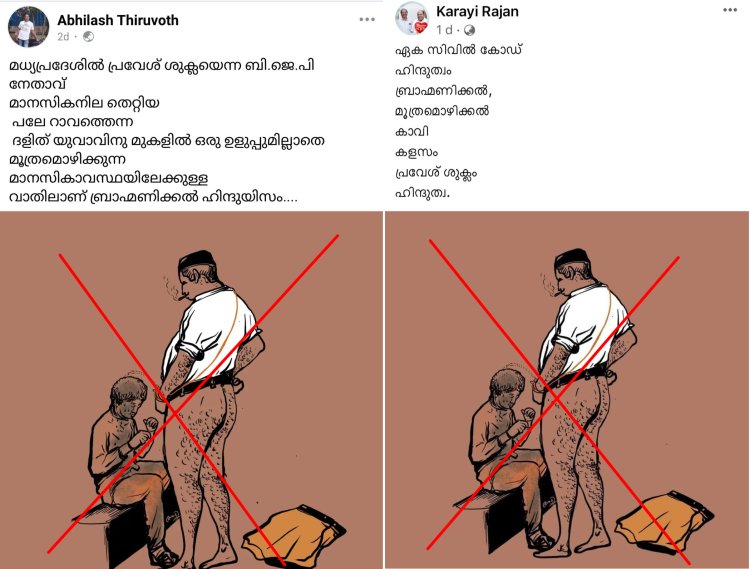 Abhilash Thiruvoth
2d ·
മധ്യപ്രദേശിൽ പ്രവേശ് ശുക്ലയെന്ന ബി.ജെ.പി
നേതാവ്
മാനസികനില തെറ്റിയ
പലേ റാവത്തെന്ന
ദളിത് യുവാവിനു മുകളിൽ ഒരു ഉളുപ്പുമില്ലാതെ
മൂത്രമൊഴിക്കുന്ന
മാനസികാവസ്ഥയിലേക്കുള്ള
വാതിലാണ് ബ്രാഹ്മണിക്കൽ ഹിന്ദുയിസം....
Karayi Rajan
1 d ·
ഏക സിവിൽ കോഡ്
ഹിന്ദുത്വം
ബ്രാഹ്മണിക്കൽ,
മൂത്രമൊഴിക്കൽ
കാവി
കളസം
പ്രവേശ് ശുക്ലം
ഹിന്ദുത്വ.